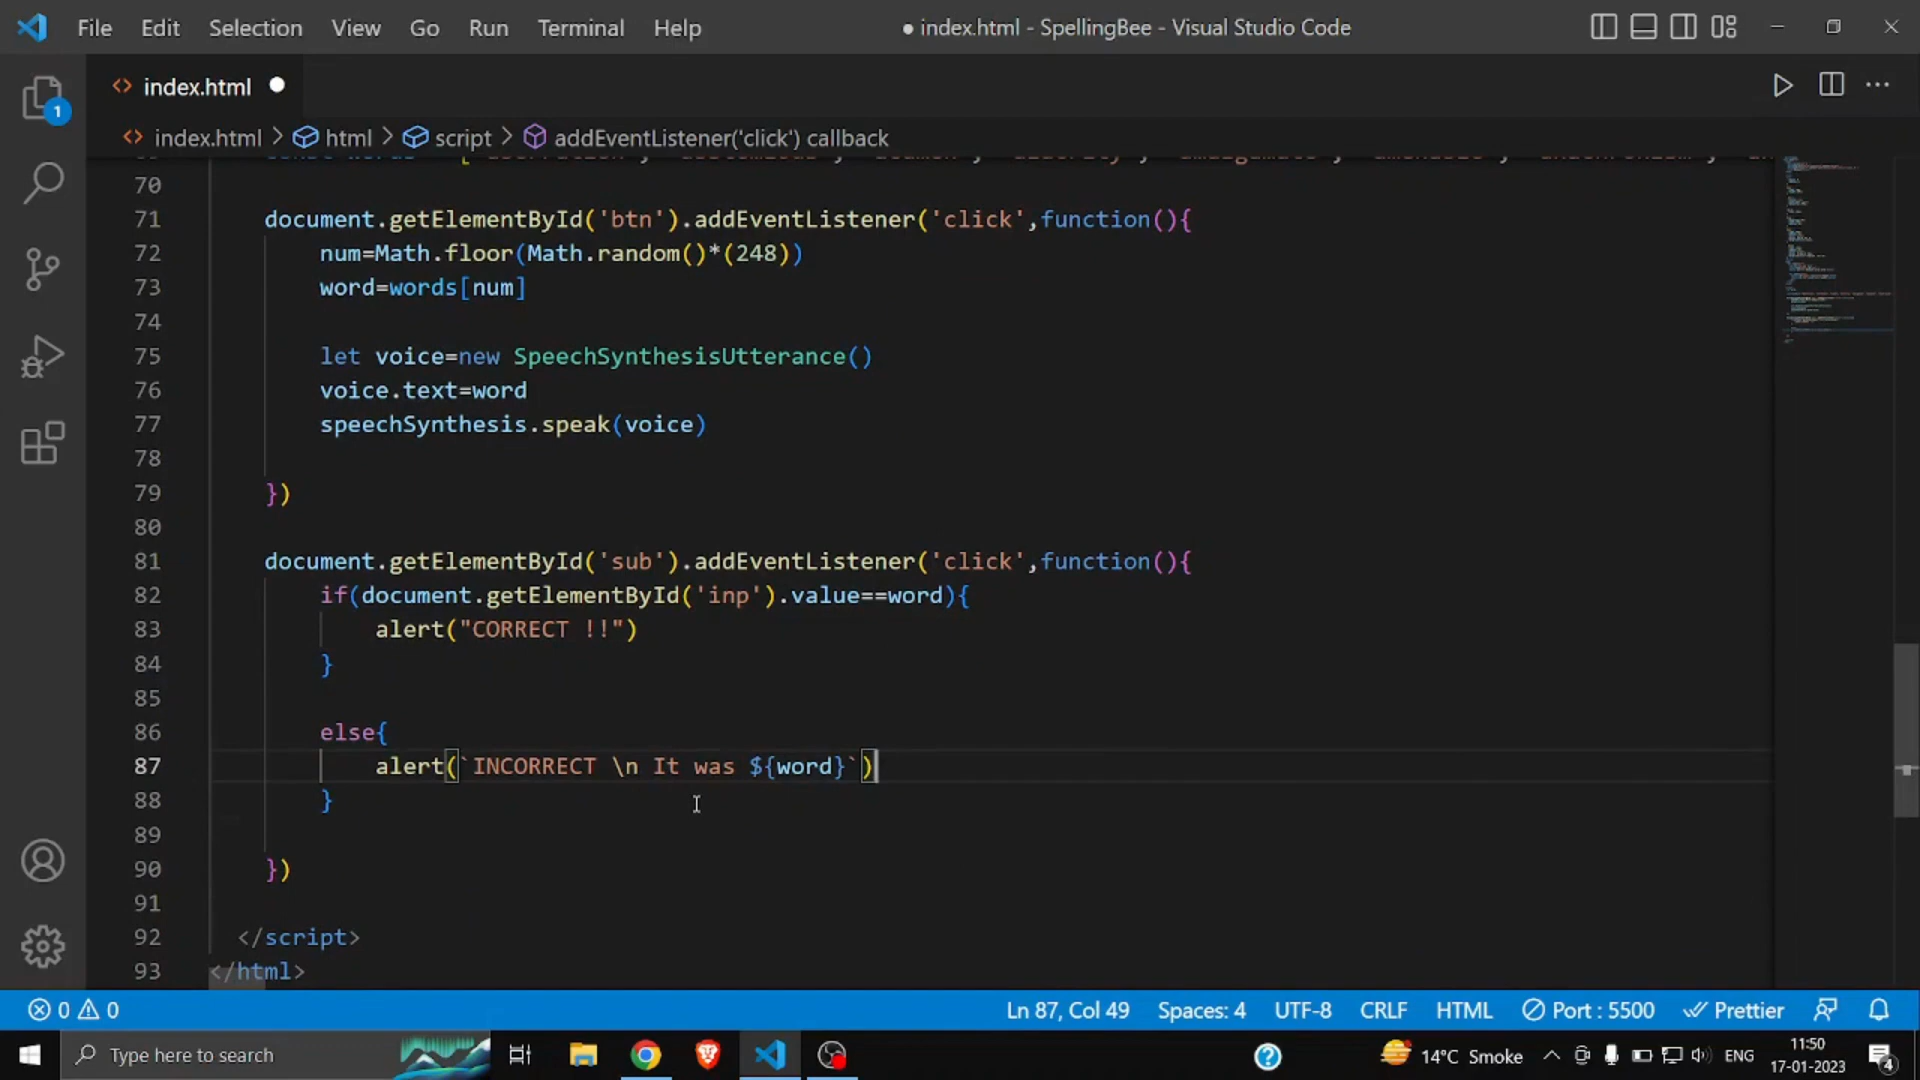 File Edit Selection View Go Run Terminal Help ● index.html - SpellingBee - Visual Studio Code
1
<> index.html
<> index.html > html > script > addEventListener('click') callback
70
71 document.getElementById('btn').addEventListener('click',function(){
72 num=Math.floor(Math.random()*(248))
73 word=words[num]
74
75 let voice=new SpeechSynthesisUtterance()
76 voice.text=word
77 speechSynthesis.speak(voice)
78
79 })
80
81 document.getElementById('sub').addEventListener('click',function(){
82 if(document.getElementById('inp').value==word){
83 alert("CORRECT !!")
84 }
85
86 else{
87 alert(`INCORRECT \n It was ${word}`)
88 }
89
90 })
91
92 </script>
93 </html>
0 0 Ln 87, Col 49 Spaces: 4 UTF-8 CRLF HTML Port : 5500 Prettier
Type here to search 14°C Smoke ENG 11:50
17-01-2023 4